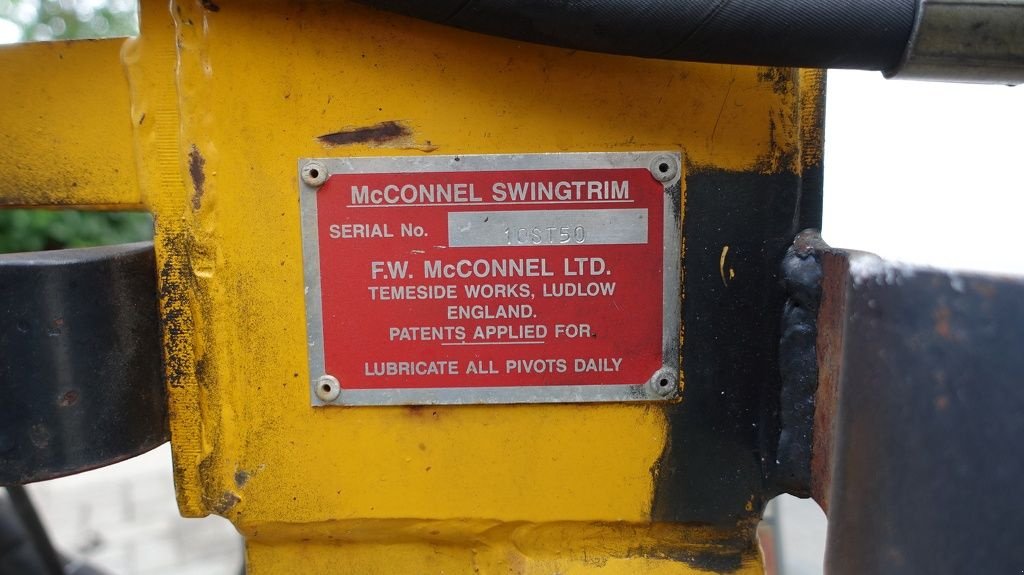 McCONNEL SWINGTRIM
SERIAL No. 10ST50
F.W. McCONNEL LTD.
TEMESIDE WORKS, LUDLOW
ENGLAND.
PATENTS APPLIED FOR
LUBRICATE ALL PIVOTS DAILY